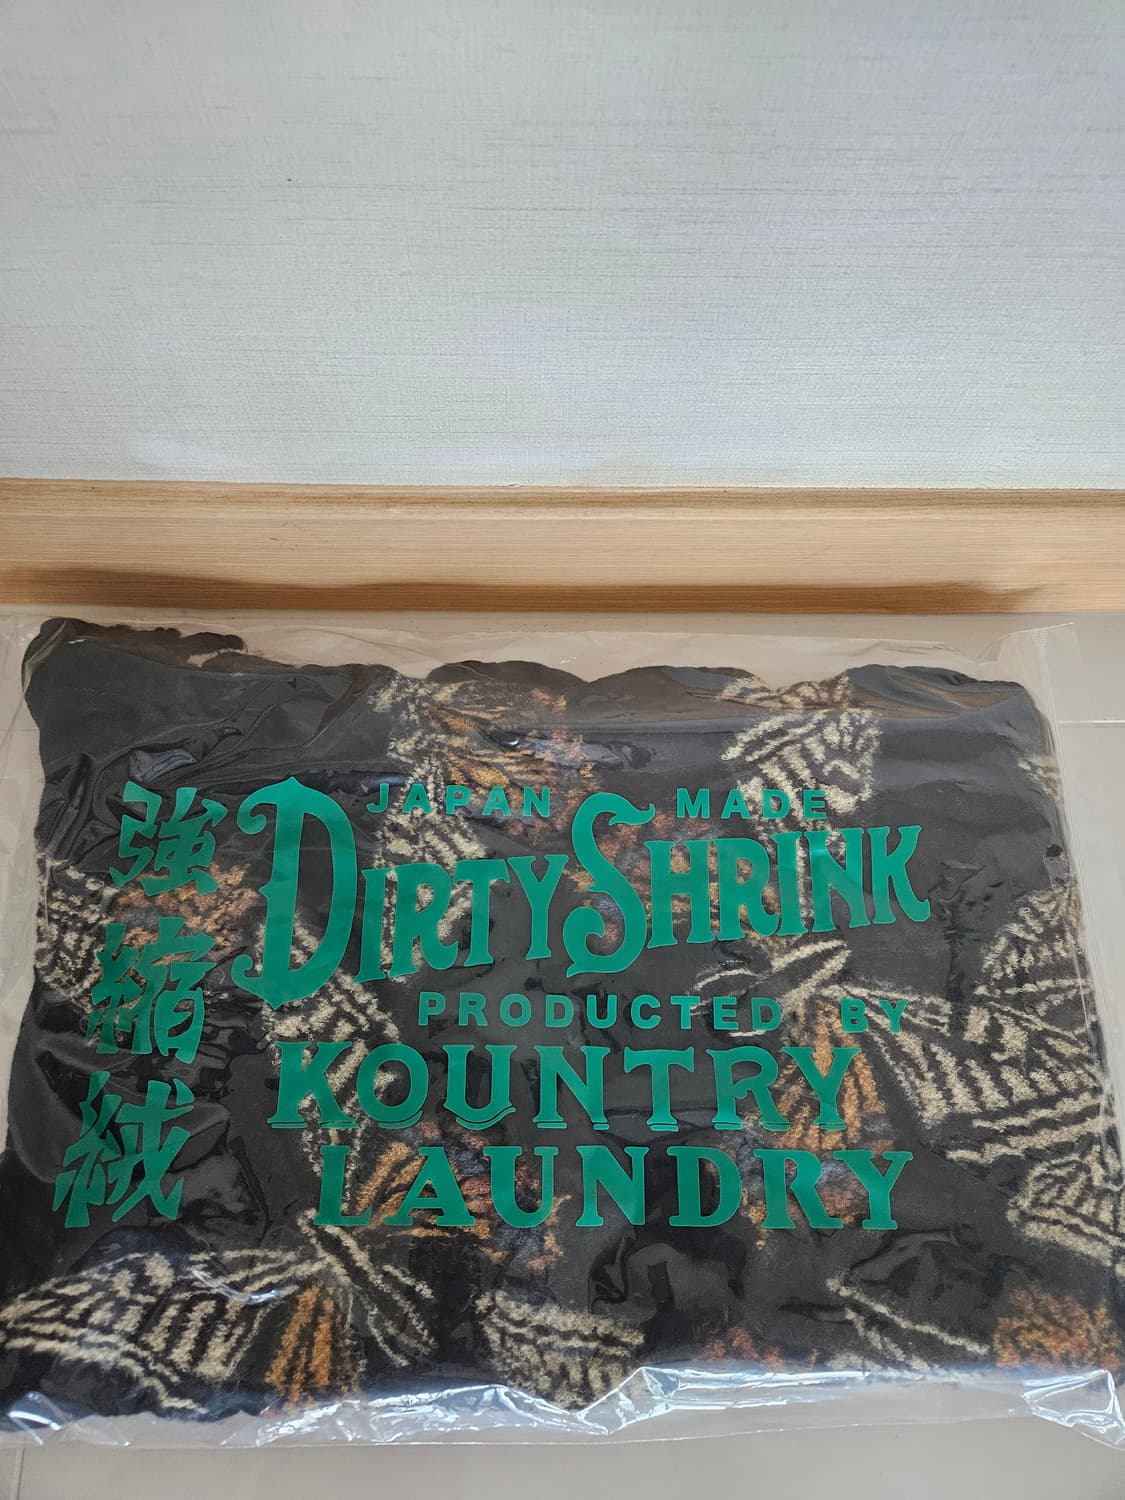 強縮絨
JAPAN MADE
DIRTY SHRINK
PRODUCTED BY
KOUNTRY
LAUNDRY